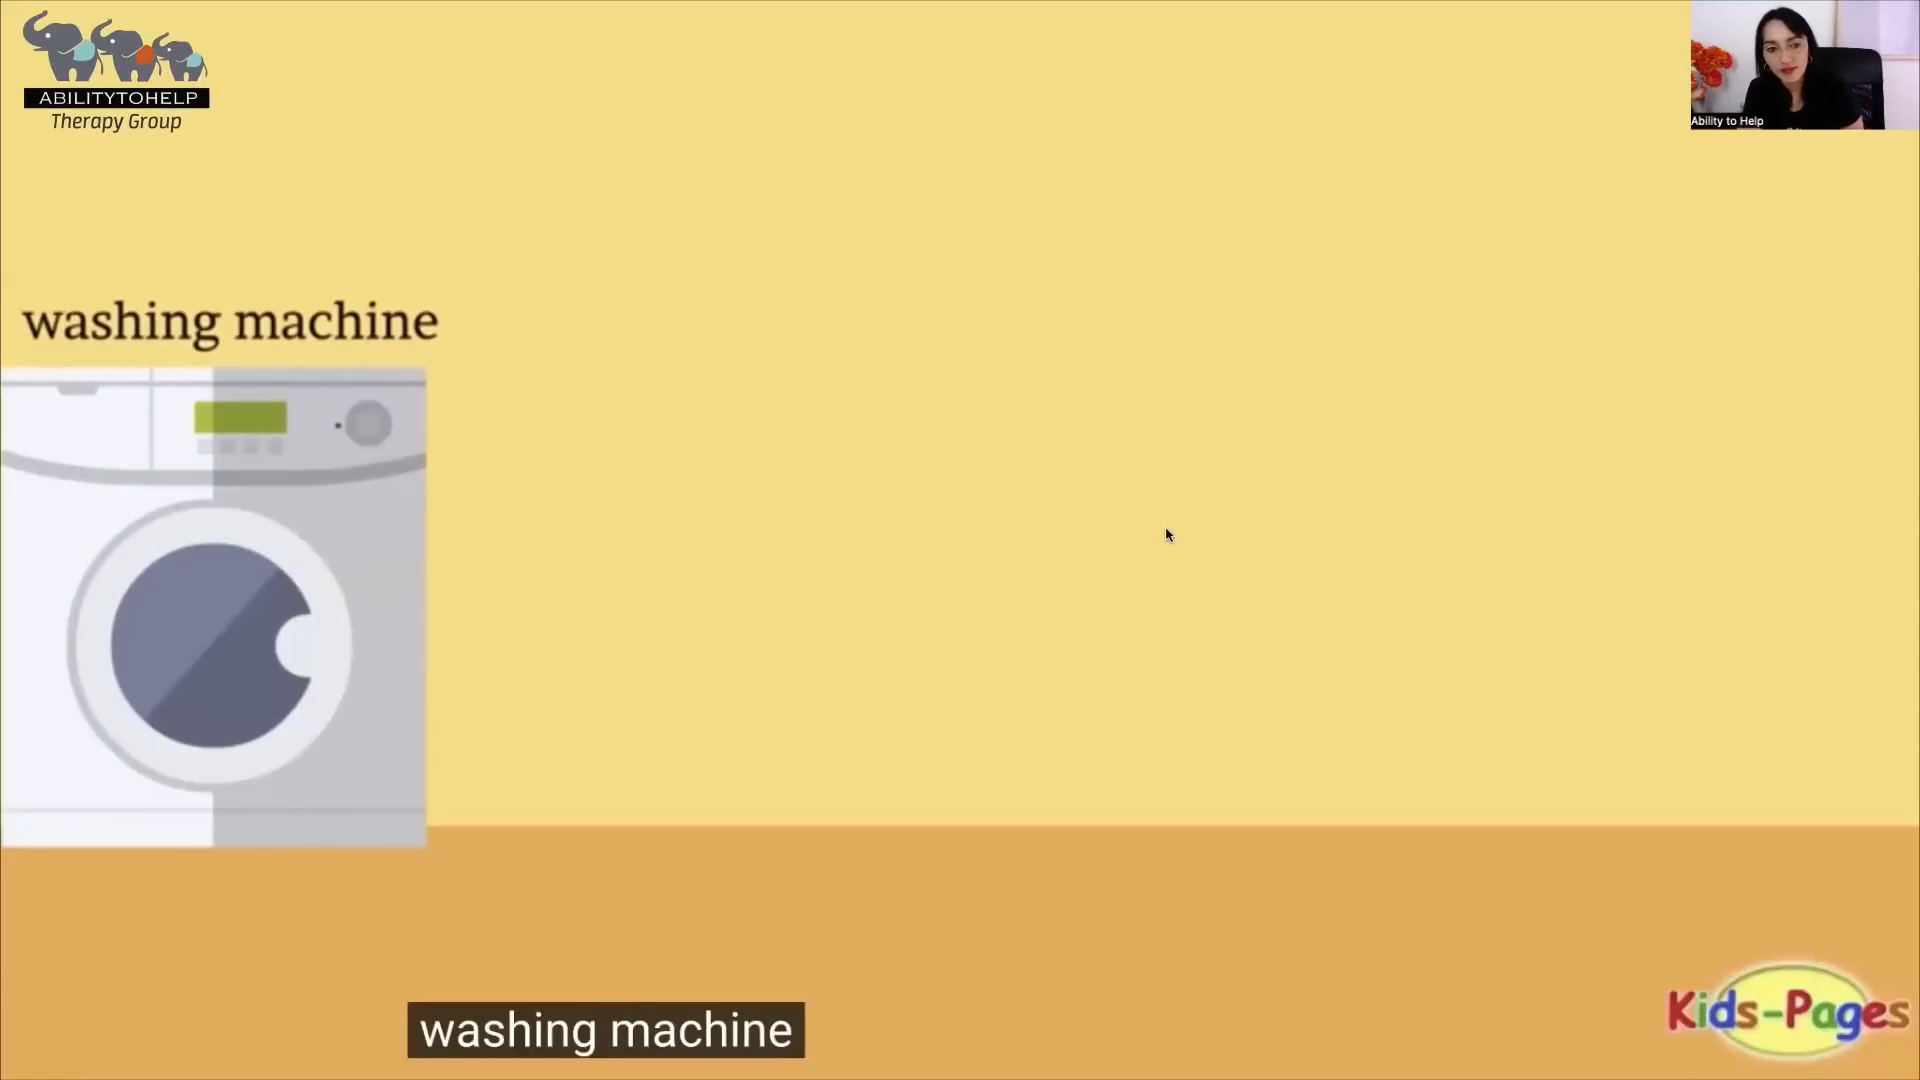 ABILITYTOHELP
Therapy Group
Ability to Help
washing machine
washing machine
Kids-Pages